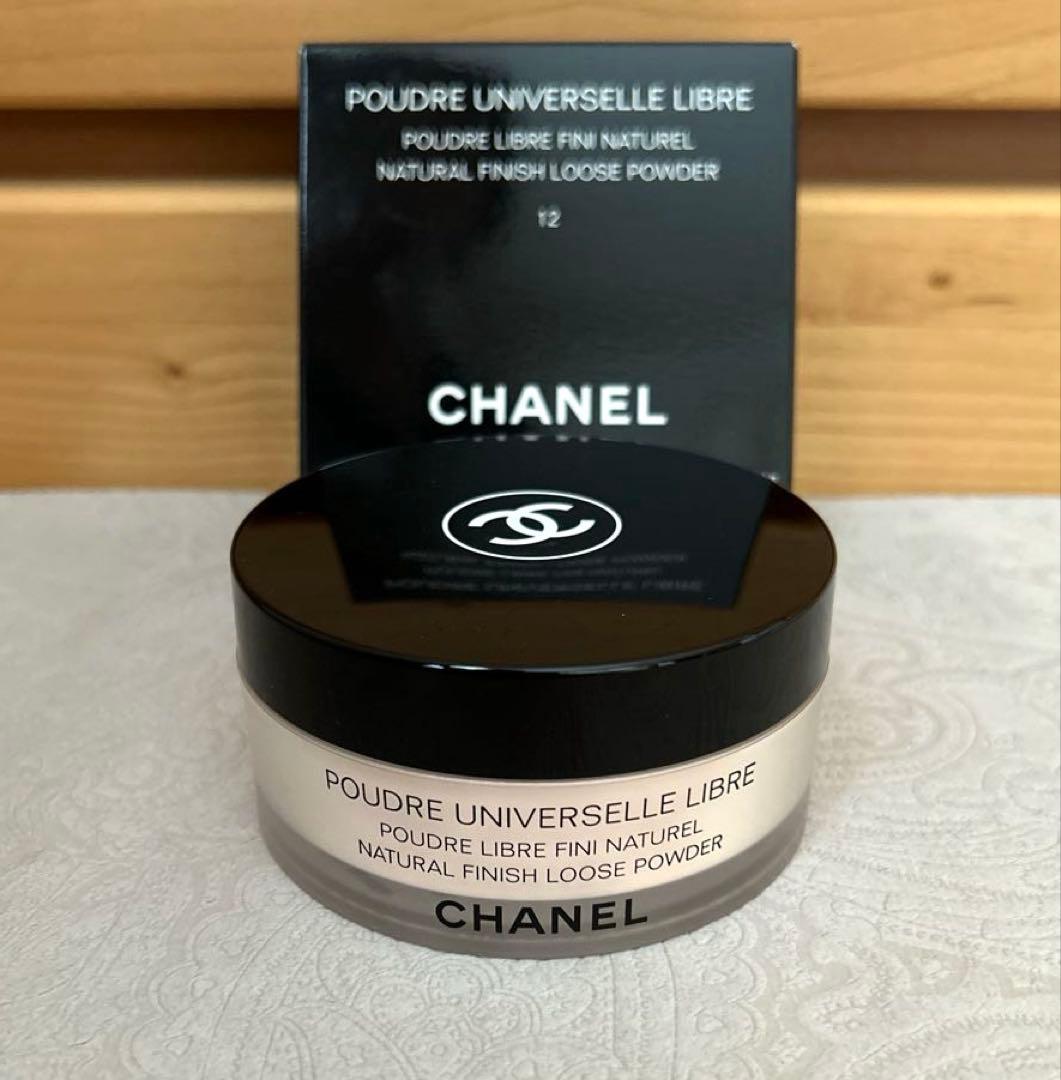 POUDRE UNIVERSELLE LIBRE
POUDRE LIBRE FINI NATUREL
NATURAL FINISH LOOSE POWDER
12
CHANEL
POUDRE UNIVERSELLE LIBRE
POUDRE LIBRE FINI NATUREL
NATURAL FINISH LOOSE POWDER
CHANEL